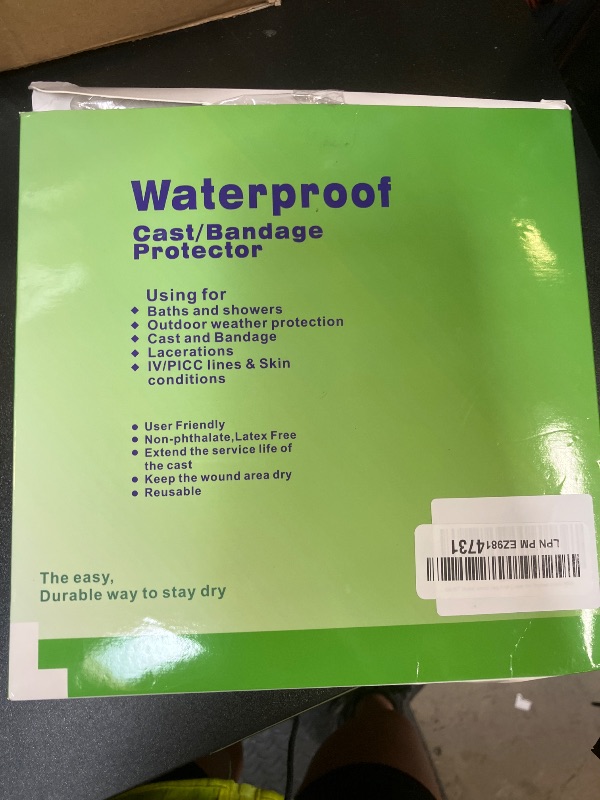 Waterproof
Cast/Bandage
Protector
Using for
Baths and showers
Outdoor weather protection
Cast and Bandage
Lacerations
IV/PICC lines & Skin
conditions
User Friendly
Non-phthalate,Latex Free
Extend the service life of
the cast
Keep the wound area dry
Reusable
LPN PM EZ9814731
The easy,
Durable way to stay dry